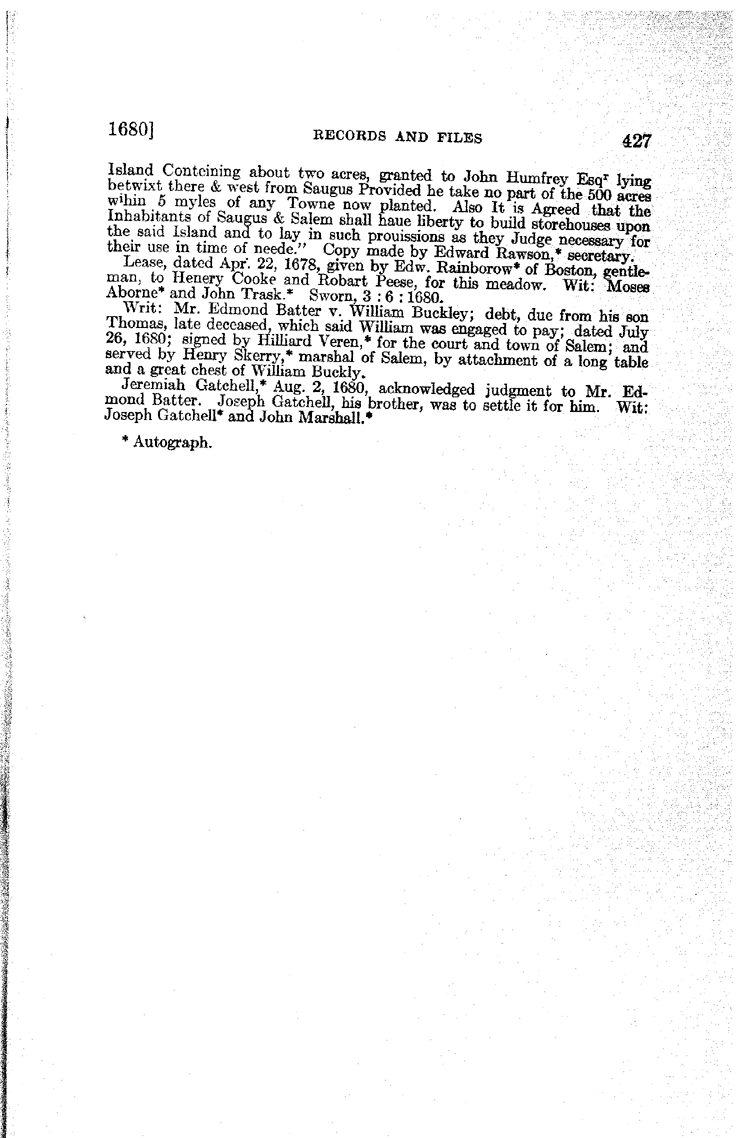 1680] RECORDS AND FILES 427
Island Contcining about two acres, granted to John Humfrey Esqʳ lying
betwixt there & west from Saugus Provided he take no part of the 500 acres
wᵗhin 5 myles of any Towne now planted. Also It is Agreed that the
Inhabitants of Saugus & Salem shall haue liberty to build storehouses upon
the said Island and to lay in such prouissions as they Judge necessary for
their use in time of neede." Copy made by Edward Rawson,* secretary.
Lease, dated Apr. 22, 1678, given by Edw. Rainborow* of Boston, gentle-
man, to Henery Cooke and Robart Peese, for this meadow. Wit: Moses
Aborne* and John Trask.* Sworn, 3 : 6 : 1680.
Writ: Mr. Edmond Batter v. William Buckley; debt, due from his son
Thomas, late deceased, which said William was engaged to pay; dated July
26, 1680; signed by Hilliard Veren,* for the court and town of Salem; and
served by Henry Skerry,* marshal of Salem, by attachment of a long table
and a great chest of William Buckly.
Jeremiah Gatchell,* Aug. 2, 1680, acknowledged judgment to Mr. Ed-
mond Batter. Joseph Gatchell, his brother, was to settle it for him. Wit:
Joseph Gatchell* and John Marshall.*
* Autograph.